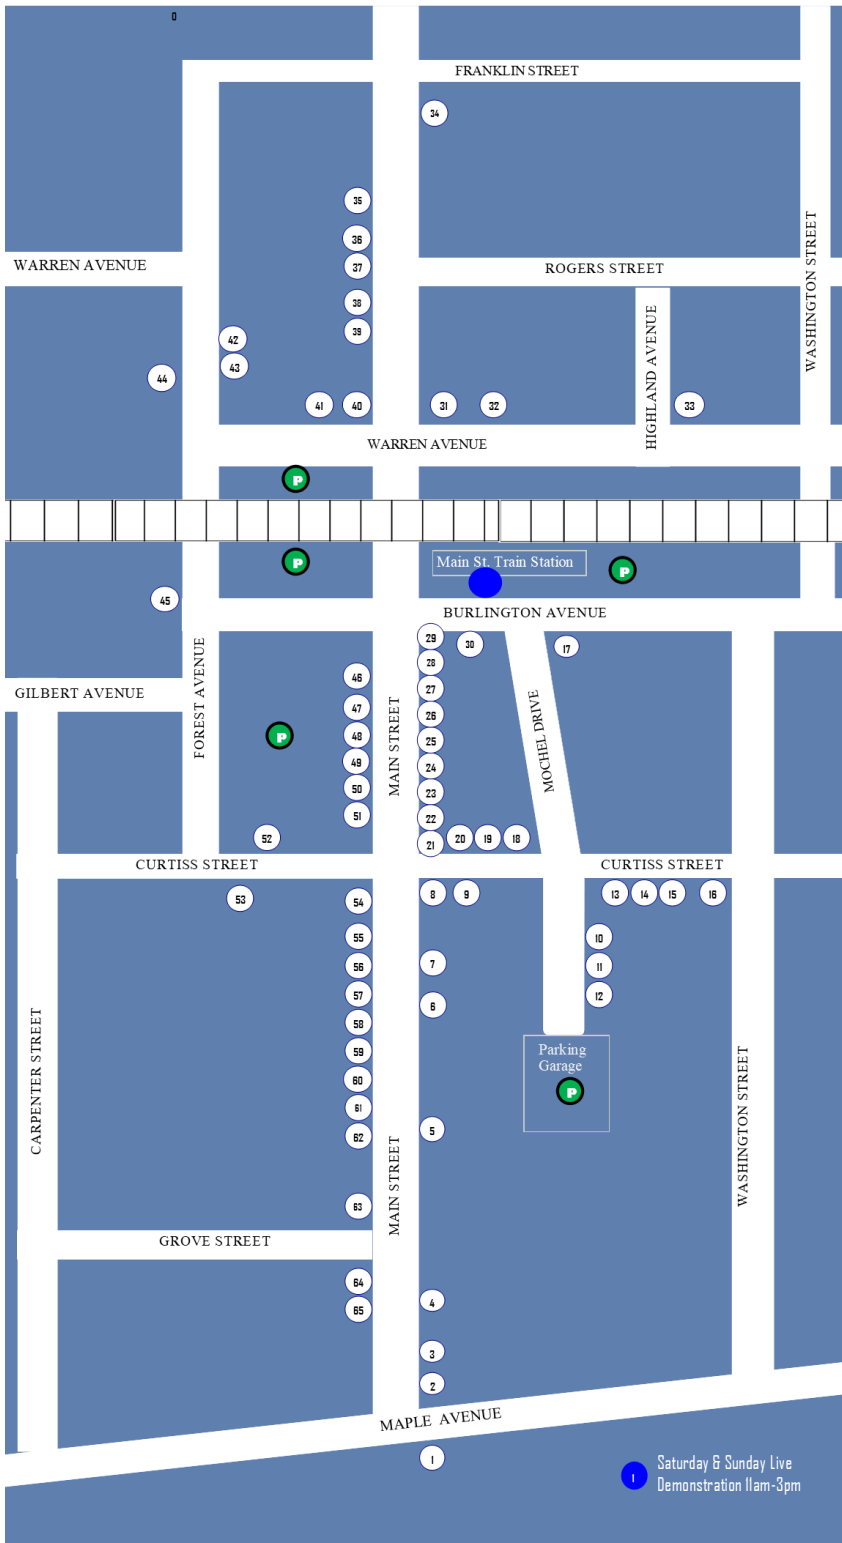 0
FRANKLIN STREET
34
35
36
WARREN AVENUE
37
ROGERS STREET
WASHINGTON STREET
38
39
42
43
44
HIGHLAND AVENUE
41
40
31
32
33
WARREN AVENUE
P
P
Main St. Train Station
P
45
BURLINGTON AVENUE
29
30
17
28
46
GILBERT AVENUE
FOREST AVENUE
27
47
26
MAIN STREET
MOCHEL DRIVE
P
48
25
49
24
50
23
51
22
52
21
20
19
18
CURTISS STREET
CURTISS STREET
53
54
8
9
13
14
15
16
55
10
56
7
11
57
6
12
58
CARPENTER STREET
59
Parking
Garage
60
P
61
WASHINGTON STREET
62
5
MAIN STREET
63
GROVE STREET
64
4
65
3
2
MAPLE AVENUE
1
1
Saturday & Sunday Live
Demonstration 11am-3pm